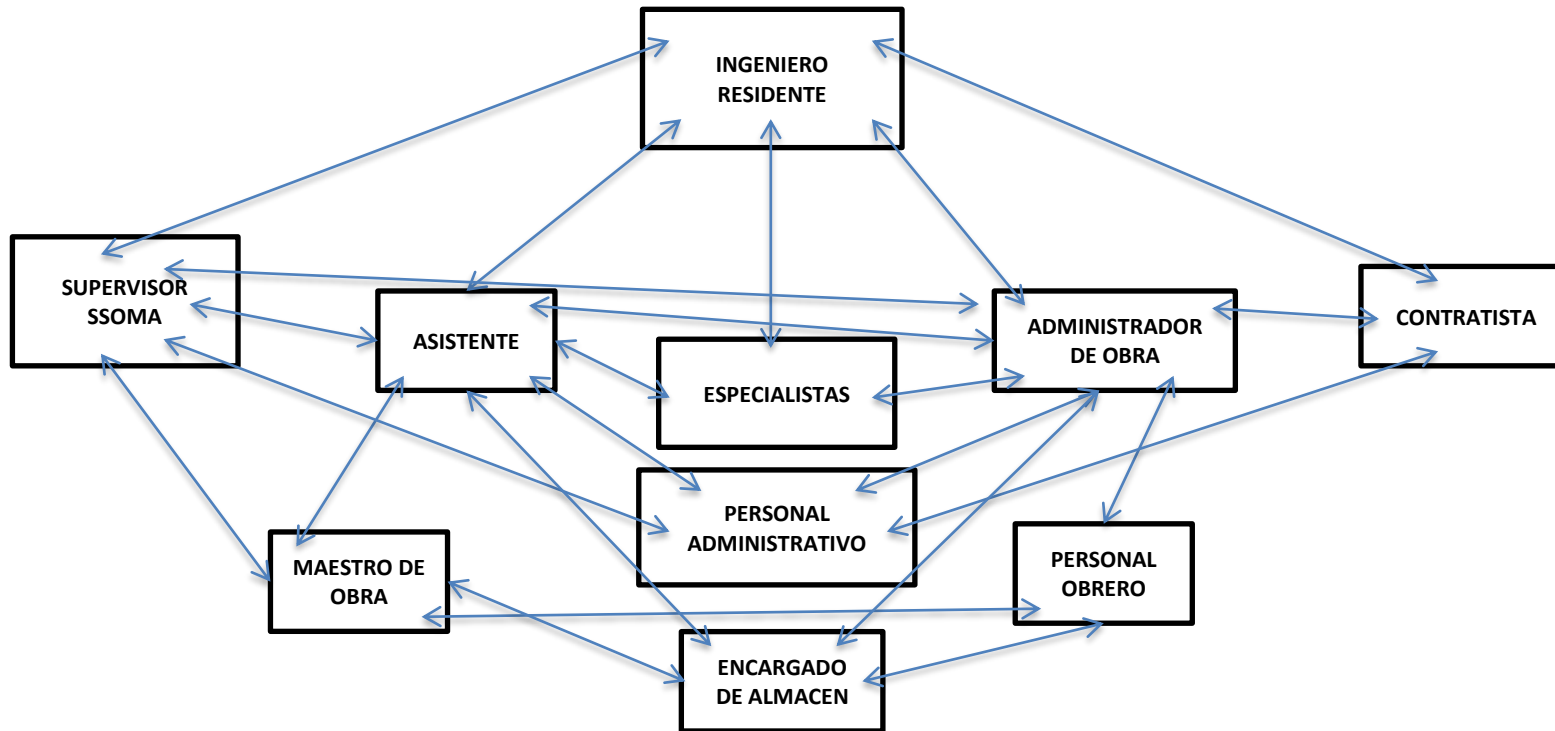 INGENIERO
RESIDENTE
SUPERVISOR
SSOMA
ASISTENTE
ESPECIALISTAS
ADMINISTRADOR
DE OBRA
CONTRATISTA
PERSONAL
ADMINISTRATIVO
MAESTRO DE
OBRA
PERSONAL
OBRERO
ENCARGADO
DE ALMACEN